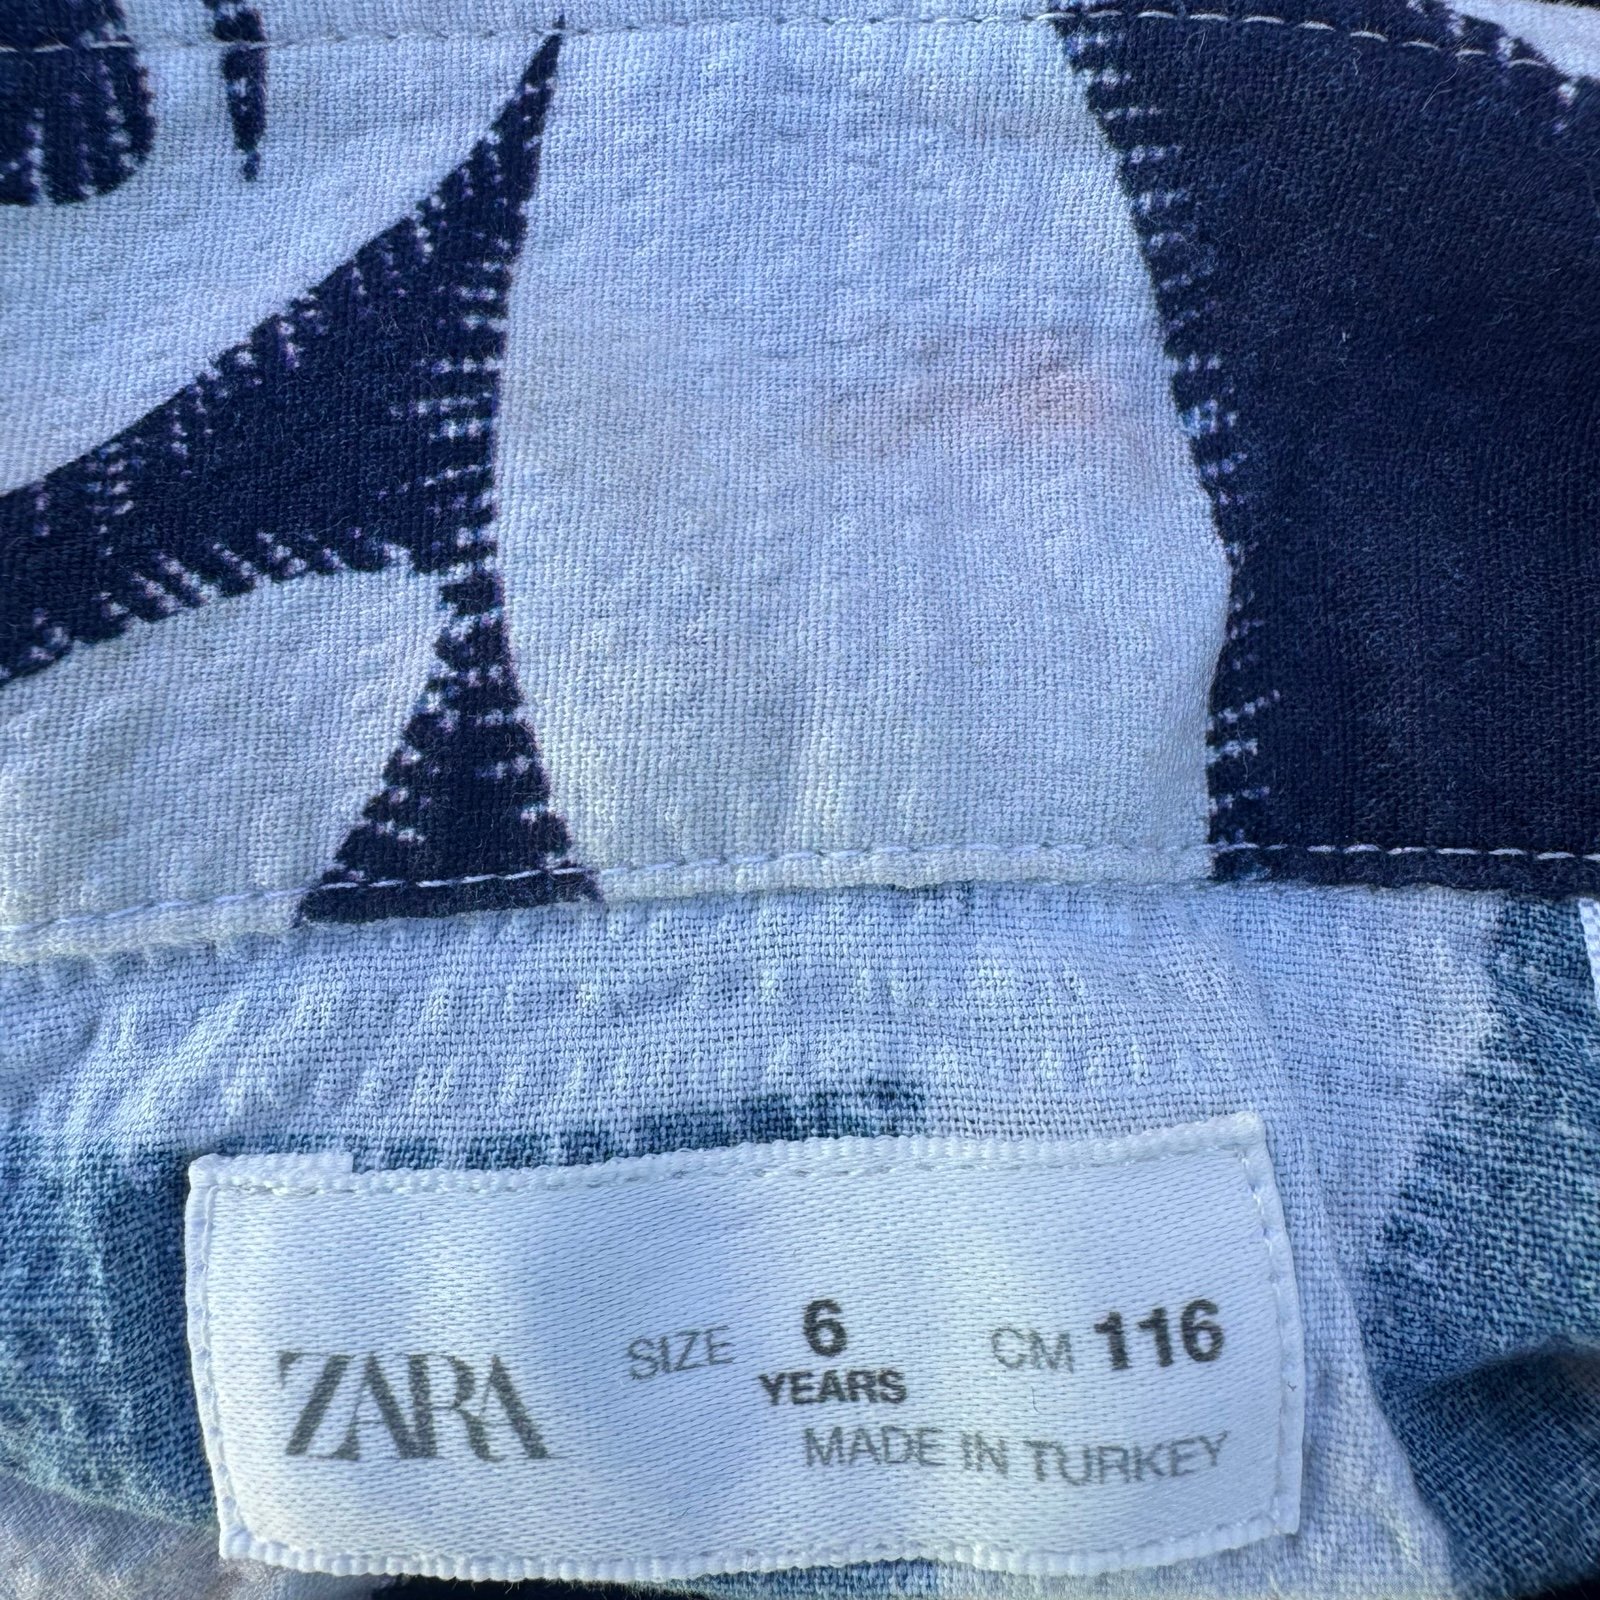 ZARA SIZE 6 CM 116
YEARS
MADE IN TURKEY